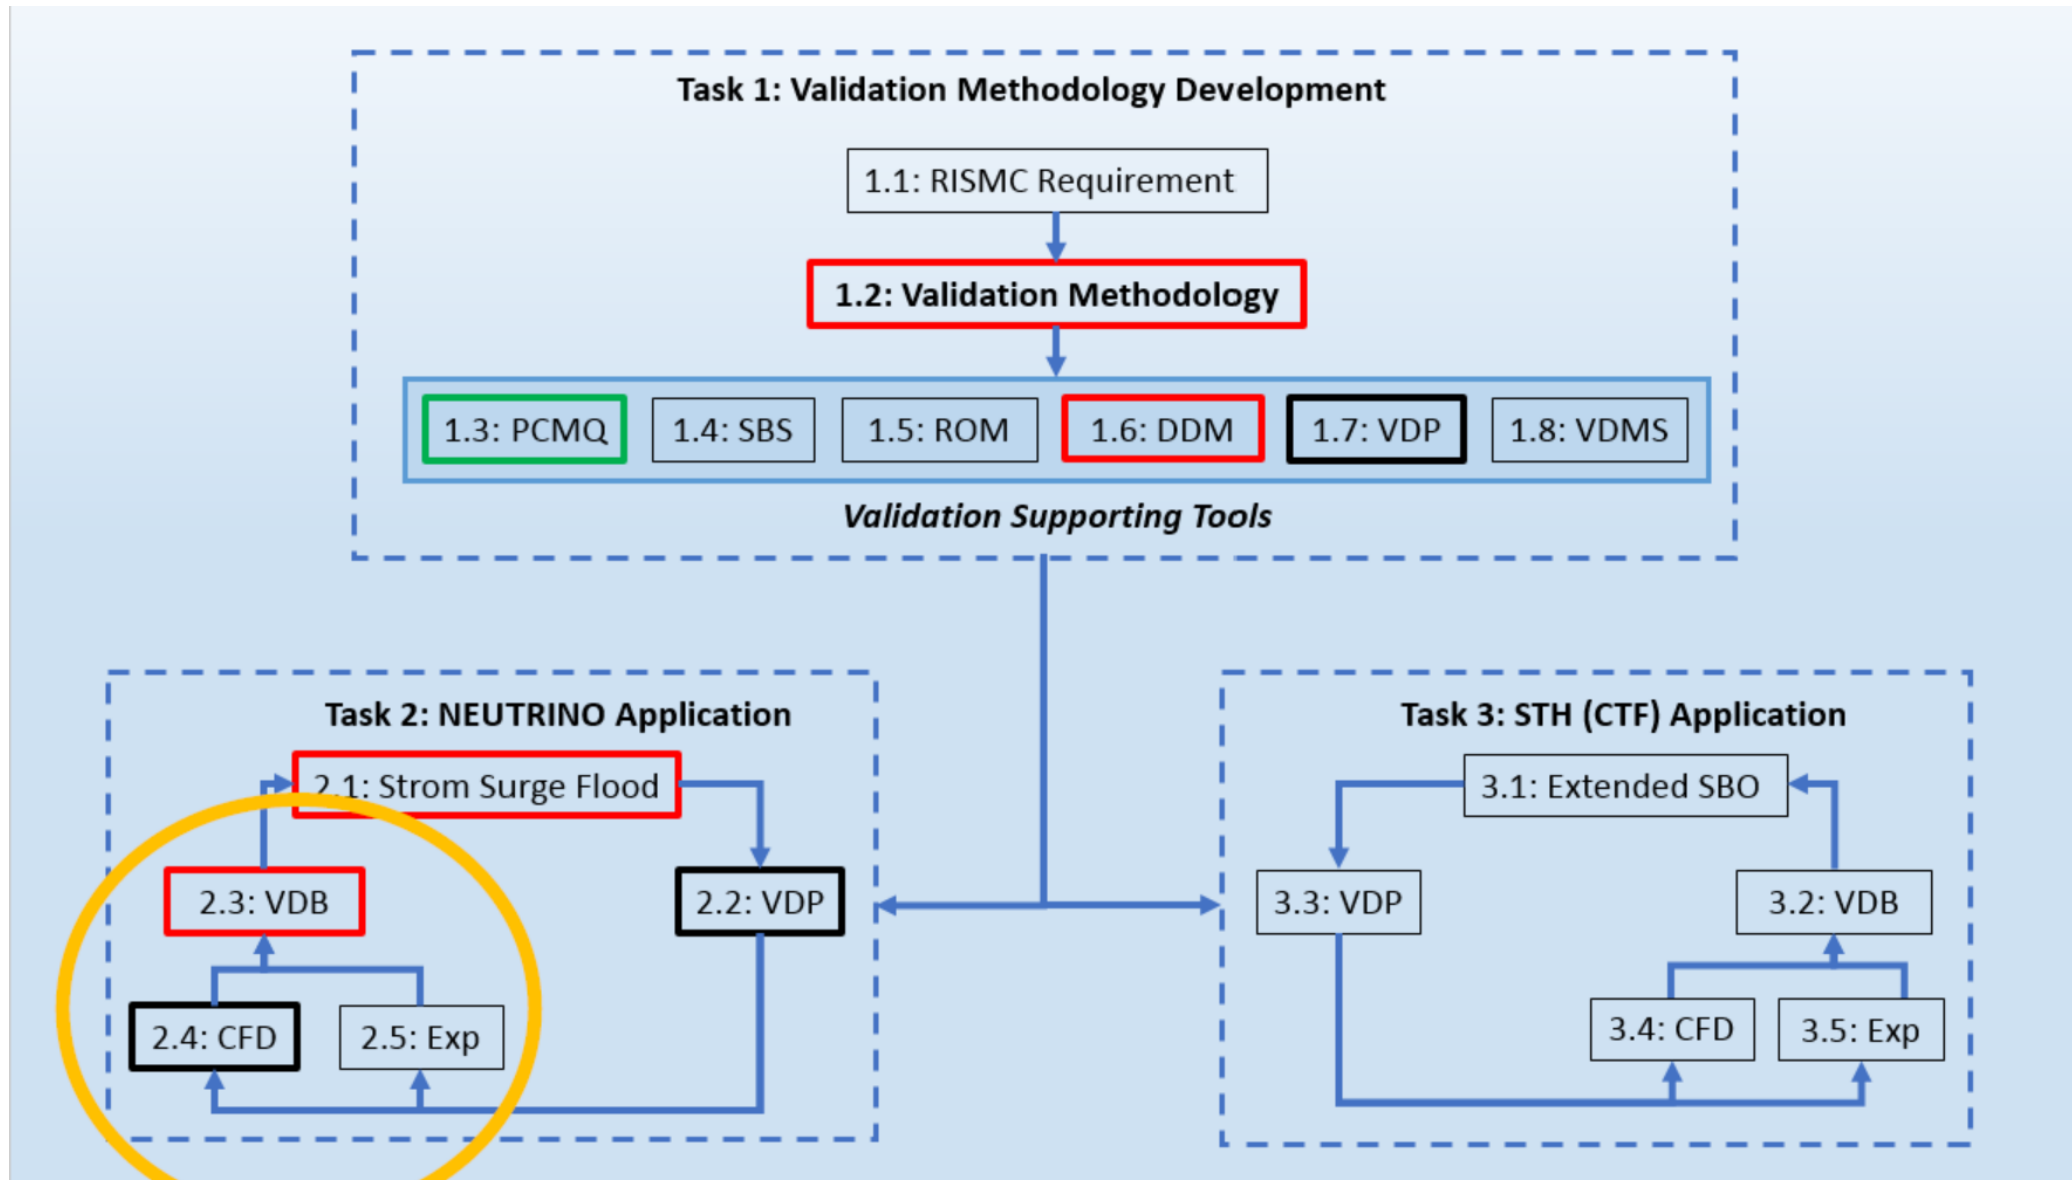 Task 1: Validation Methodology Development
1.1: RISMC Requirement
1.2: Validation Methodology
1.3: PCMQ
1.4: SBS
1.5: ROM
1.6: DDM
1.7: VDP
1.8: VDMS
Validation Supporting Tools
Task 2: NEUTRINO Application
2.1: Strom Surge Flood
2.3: VDB
2.2: VDP
2.4: CFD
2.5: Exp
Task 3: STH (CTF) Application
3.1: Extended SBO
3.3: VDP
3.2: VDB
3.4: CFD
3.5: Exp